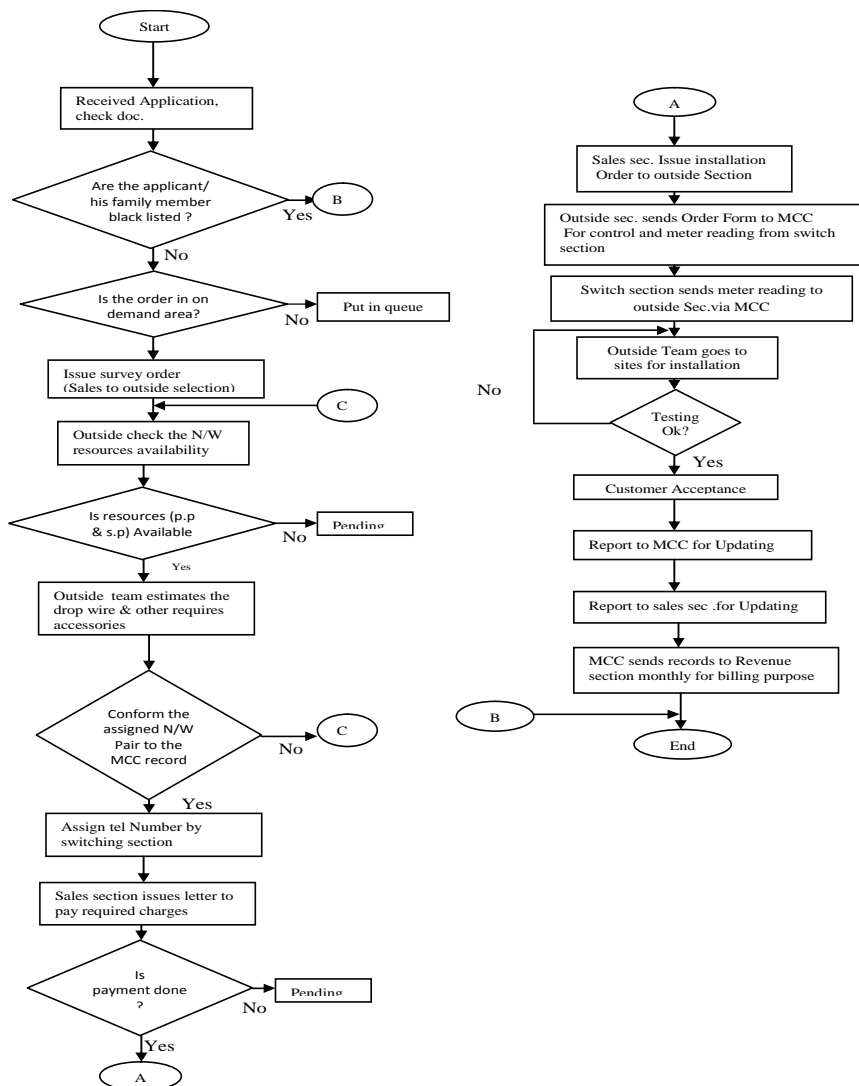 Start
Received Application,
check doc.
Are the applicant/
his family member
black listed ?
Yes
B
No
Is the order in on
demand area?
No
Put in queue
Issue survey order
(Sales to outside selection)
C
Outside check the N/W
resources availability
Is resources (p.p
& s.p) Available
No
Pending
Yes
Outside team estimates the
drop wire & other requires
accessories
Conform the
assigned N/W
Pair to the
MCC record
No
C
Yes
Assign tel Number by
switching section
Sales section issues letter to
pay required charges
Is
payment done
?
No
Pending
Yes
A
A
Sales sec. Issue installation
Order to outside Section
Outside sec. sends Order Form to MCC
For control and meter reading from switch
section
Switch section sends meter reading to
outside Sec.via MCC
Outside Team goes to
sites for installation
No
Testing
Ok?
Yes
Customer Acceptance
Report to MCC for Updating
Report to sales sec .for Updating
MCC sends records to Revenue
section monthly for billing purpose
B
End